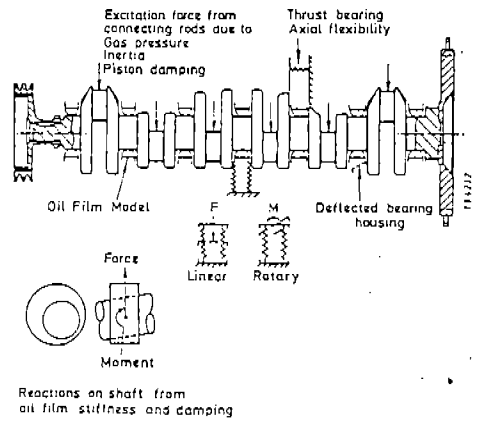 Excitation force from
connecting rods due to
Gas pressure
Inertia
Piston damping
Thrust bearing
Axial flexibility
Oil Film Model
Deflected bearing
housing
F
M
Linear
Rotary
Force
Moment
Reactions on shaft from
oil film stiffness and damping